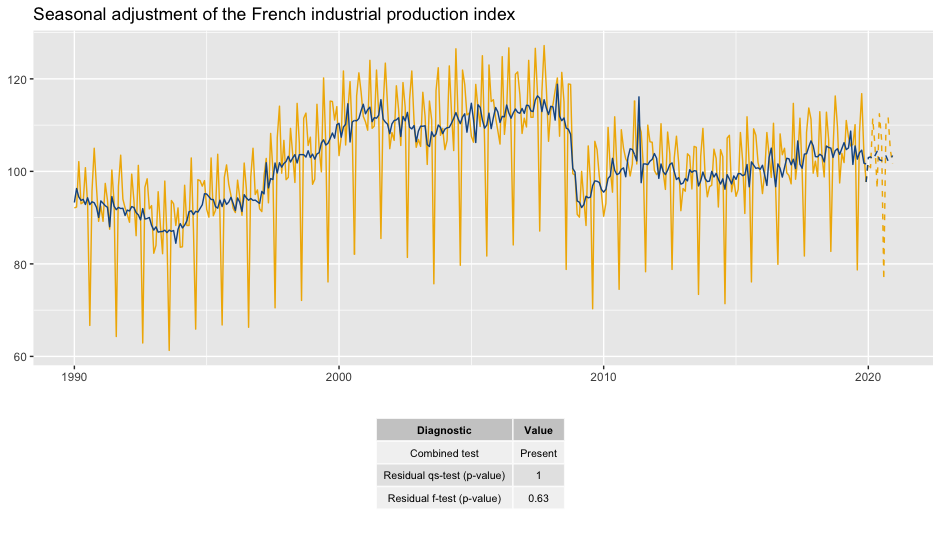 Seasonal adjustment of the French industrial production index
120
100
80
60
1990 2000 2010 2020
Diagnostic Value
Combined test Present
Residual qs-test (p-value) 1
Residual f-test (p-value) 0.63